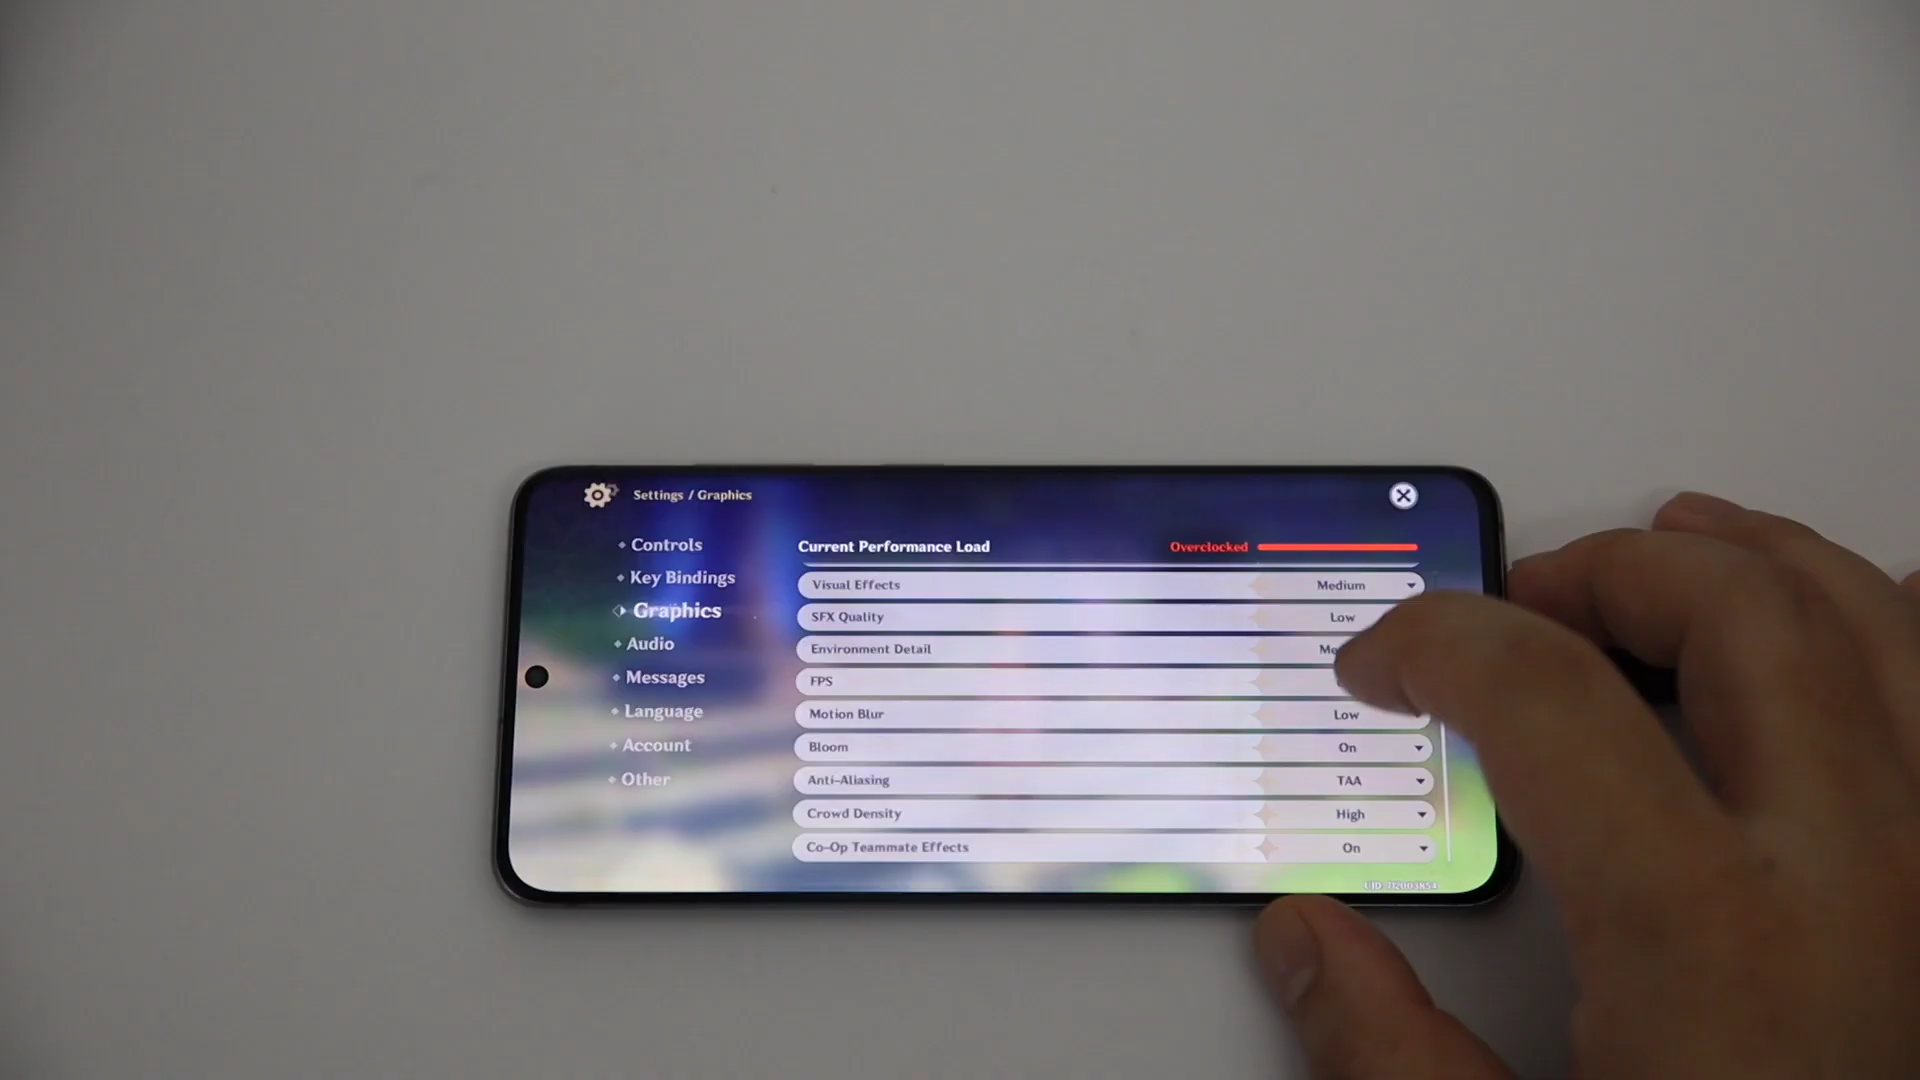 Settings / Graphics
Controls
Key Bindings
Graphics
Audio
Messages
Language
Account
Other
Current Performance Load Overclocked
Visual Effects Medium
SFX Quality Low
Environment Detail
FPS
Motion Blur Low
Bloom On
Anti-Aliasing TAA
Crowd Density High
Co-Op Teammate Effects On